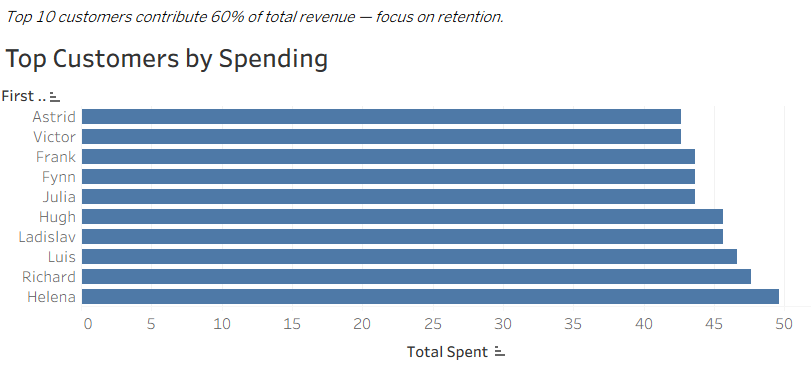 Top 10 customers contribute 60% of total revenue — focus on retention.
Top Customers by Spending
First ..
Astrid
Victor
Frank
Fynn
Julia
Hugh
Ladislav
Luis
Richard
Helena
0 5 10 15 20 25 30 35 40 45 50
Total Spent